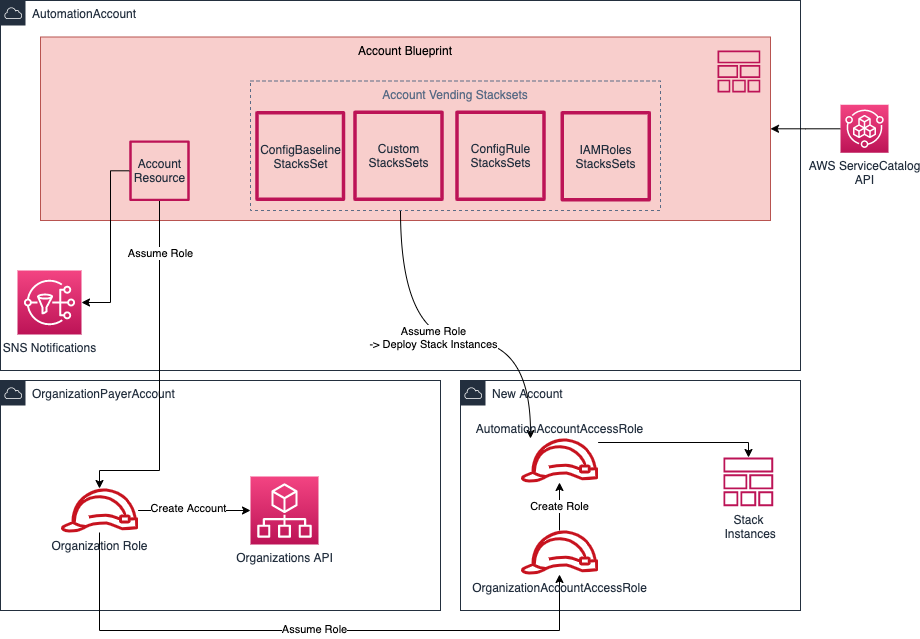 AutomationAccount
Account Blueprint
Account Vending Stacksets
ConfigBaseline
StacksSet
Custom
StacksSets
ConfigRule
StacksSets
IAMRoles
StacksSets
Account
Resource
AWS ServiceCatalog
API
Assume Role
SNS Notifications
Assume Role
-> Deploy Stack Instances
OrganizationPayerAccount
New Account
AutomationAccountAccessRole
Create Account
Organization Role
Organizations API
Create Role
Stack
Instances
OrganizationAccountAccessRole
Assume Role